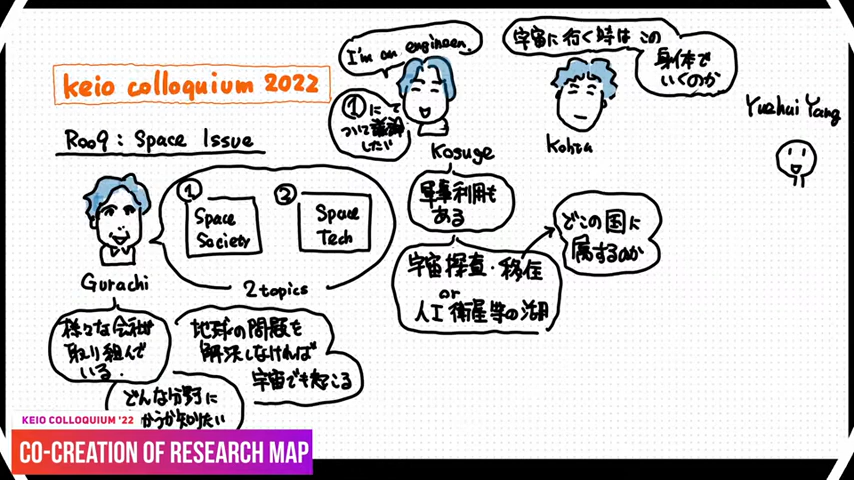 keio colloquium 2022
R009 : Space Issue
I'm an engineer.
①にて
ついて議論
したい
Kosuge
宇宙に行く時は この
身体で
いくのか
Kohta
Yuehui Yang
① Space
Society
② Space
Tech
2 topics
Gurachi
軍事利用も
ある
宇宙探査・移住
or
人工衛星等の活用
どこの国に
属するのか
様々な会社が
取り組んで
いる.
地球の問題を
解決しなければ
宇宙でも起こる
どんな分野に
かうか知りたい
KEIO COLLOQUIUM '22
CO-CREATION OF RESEARCH MAP